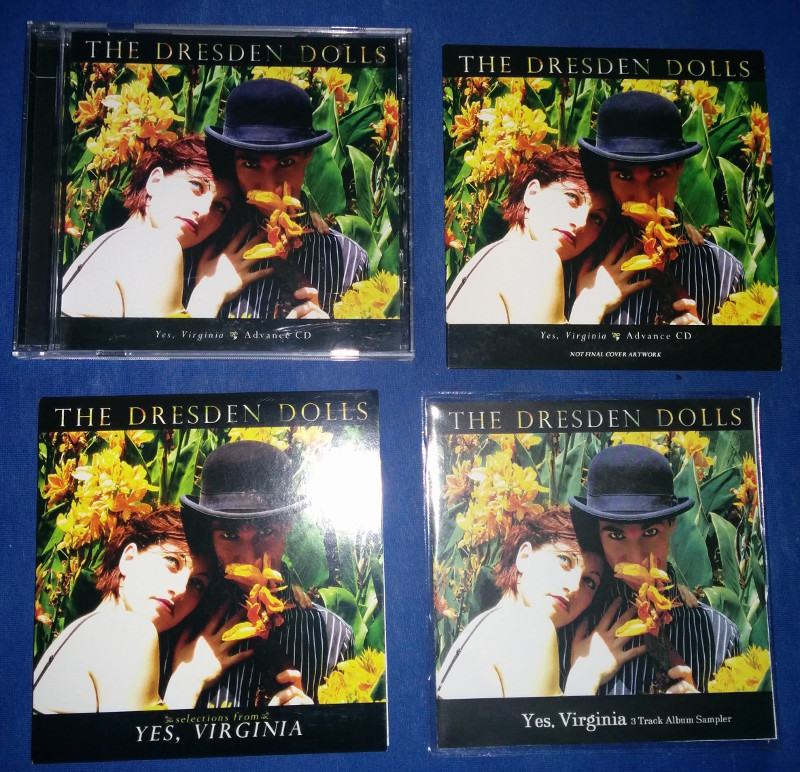 THE DRESDEN DOLLS
Yes, Virginia Advance CD
THE DRESDEN DOLLS
Yes, Virginia Advance CD
NOT FINAL COVER ARTWORK
THE DRESDEN DOLLS
selections from
YES, VIRGINIA
THE DRESDEN DOLLS
Yes, Virginia 3 Track Album Sampler